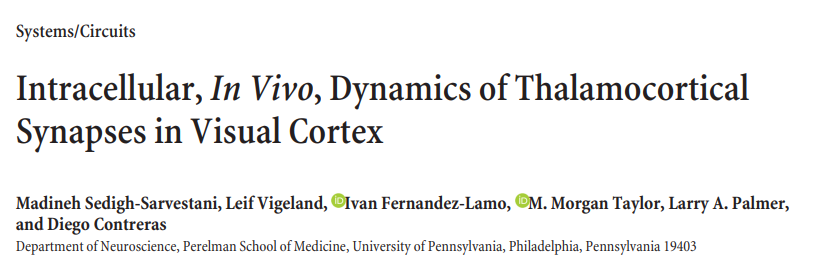 Systems/Circuits
Intracellular, In Vivo, Dynamics of Thalamocortical
Synapses in Visual Cortex
Madineh Sedigh-Sarvestani, Leif Vigeland, iD Ivan Fernandez-Lamo, iD M. Morgan Taylor, Larry A. Palmer,
and Diego Contreras
Department of Neuroscience, Perelman School of Medicine, University of Pennsylvania, Philadelphia, Pennsylvania 19403